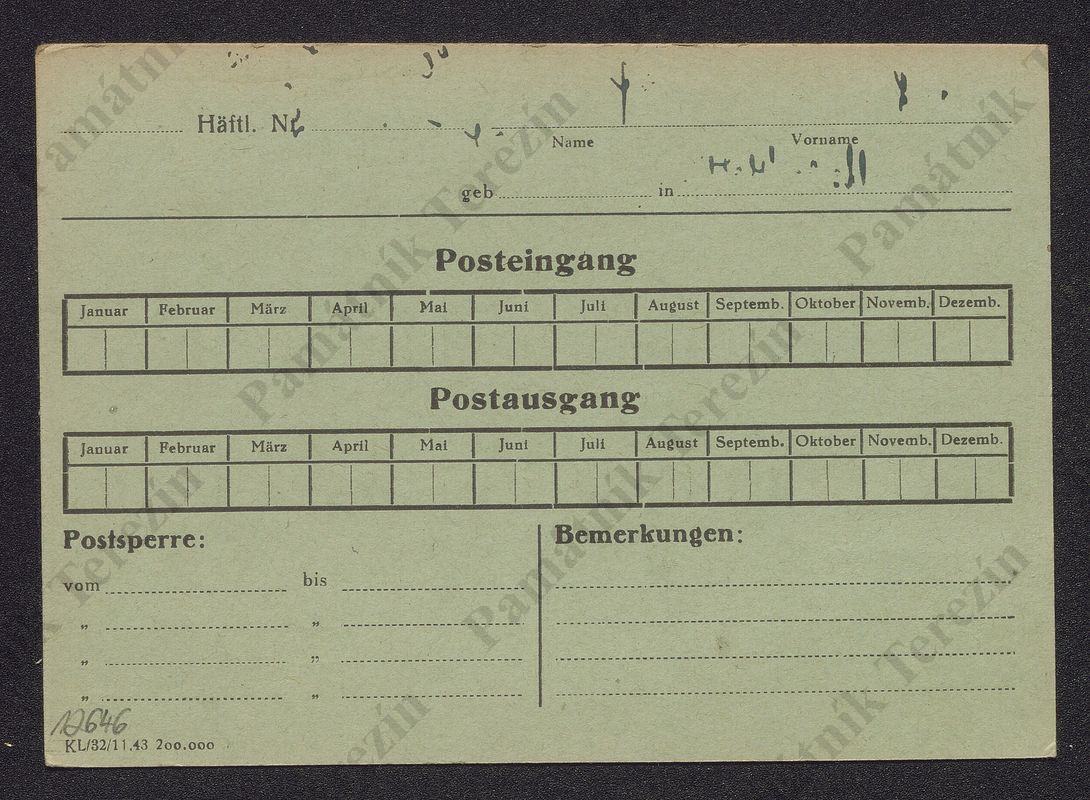 Häftl. Nr.
Name Vorname
geb in
Posteingang
Januar Februar März April Mai Juni Juli August Septemb. Oktober Novemb. Dezemb.
Postausgang
Januar Februar März April Mai Juni Juli August Septemb. Oktober Novemb. Dezemb.
Postsperre: Bemerkungen:
vom bis
„ „
„ „
„ „
12646
KL/32/11.43 200.000
Památník Terezín